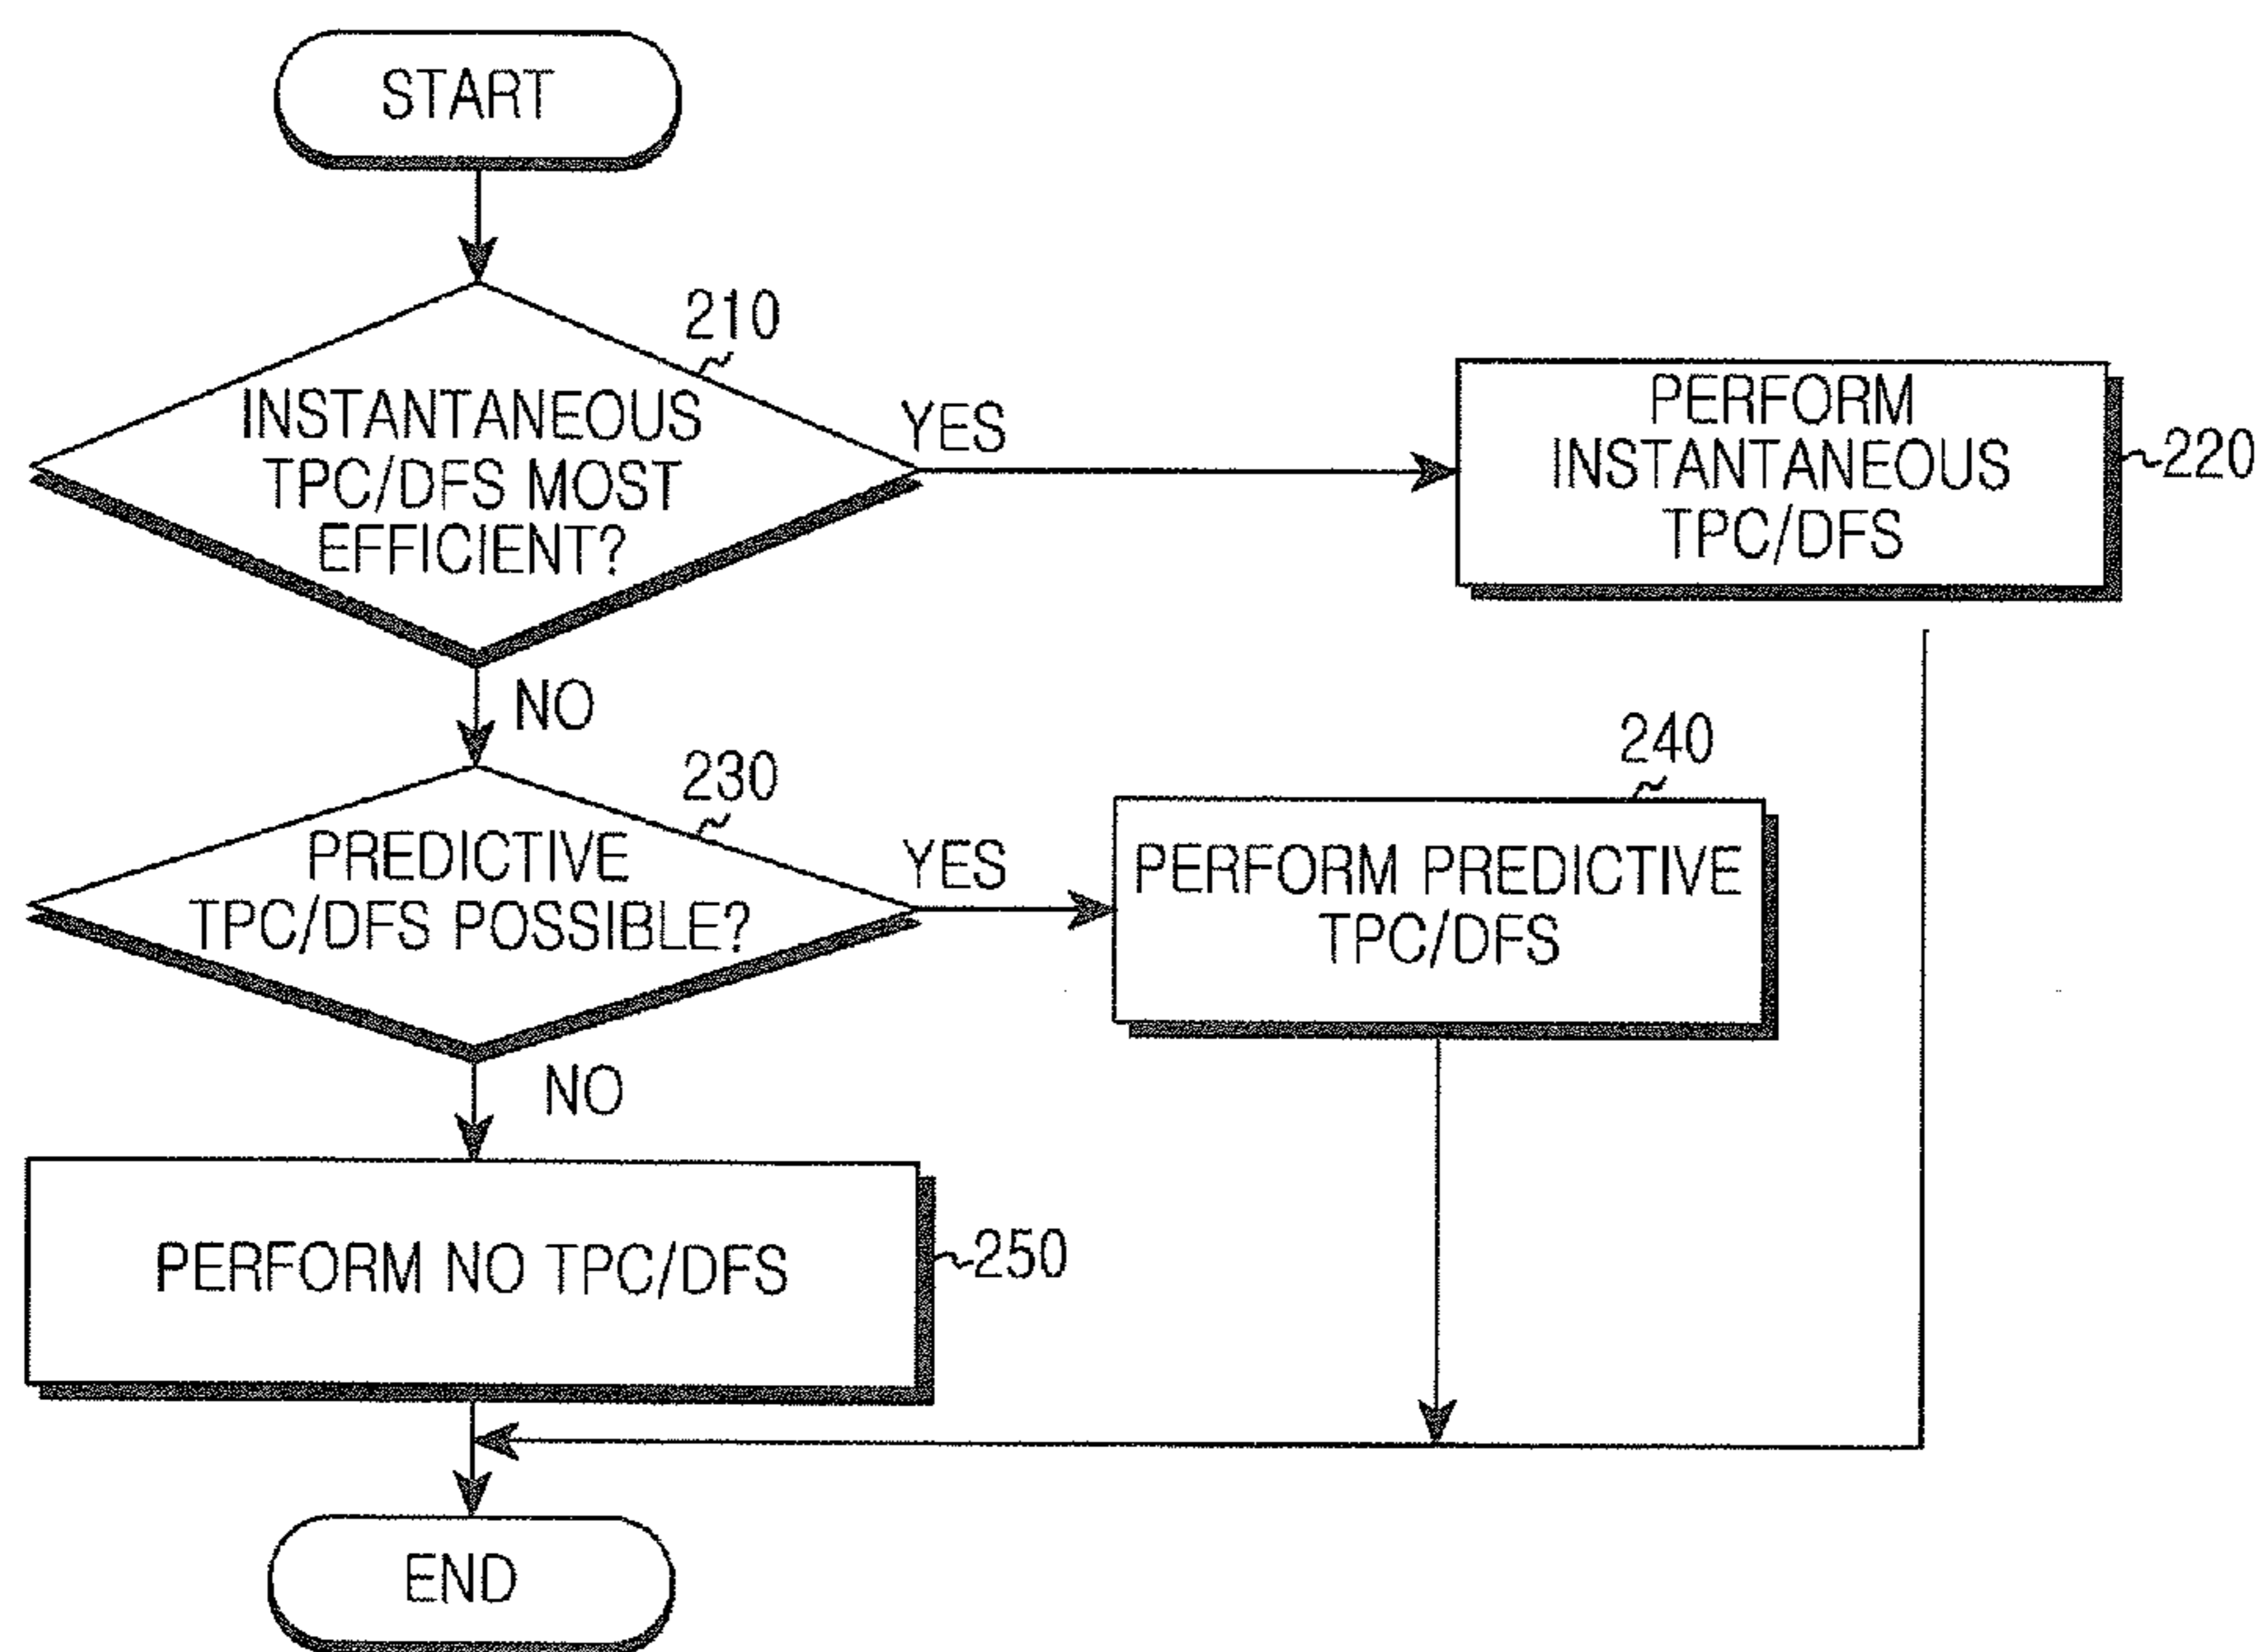 START
210
INSTANTANEOUS
TPC/DFS MOST
EFFICIENT?
YES
PERFORM
INSTANTANEOUS
TPC/DFS
220
NO
230
PREDICTIVE
TPC/DFS POSSIBLE?
YES
240
PERFORM PREDICTIVE
TPC/DFS
NO
PERFORM NO TPC/DFS
250
END